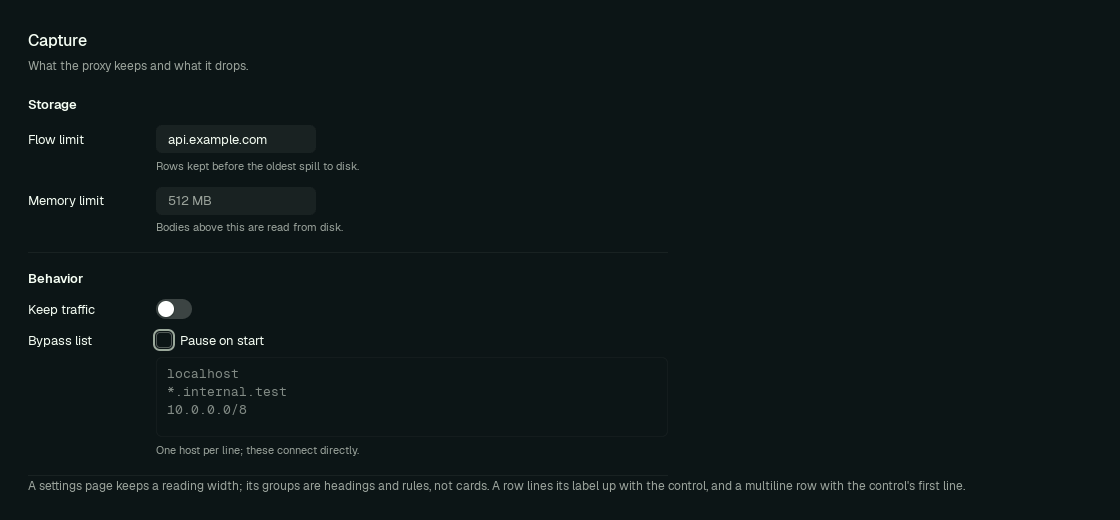 Capture
What the proxy keeps and what it drops.
Storage
Flow limit
api.example.com
Rows kept before the oldest spill to disk.
Memory limit
512 MB
Bodies above this are read from disk.
Behavior
Keep traffic
Bypass list
Pause on start
localhost
*.internal.test
10.0.0.0/8
One host per line; these connect directly.
A settings page keeps a reading width; its groups are headings and rules, not cards. A row lines its label up with the control, and a multiline row with the control's first line.